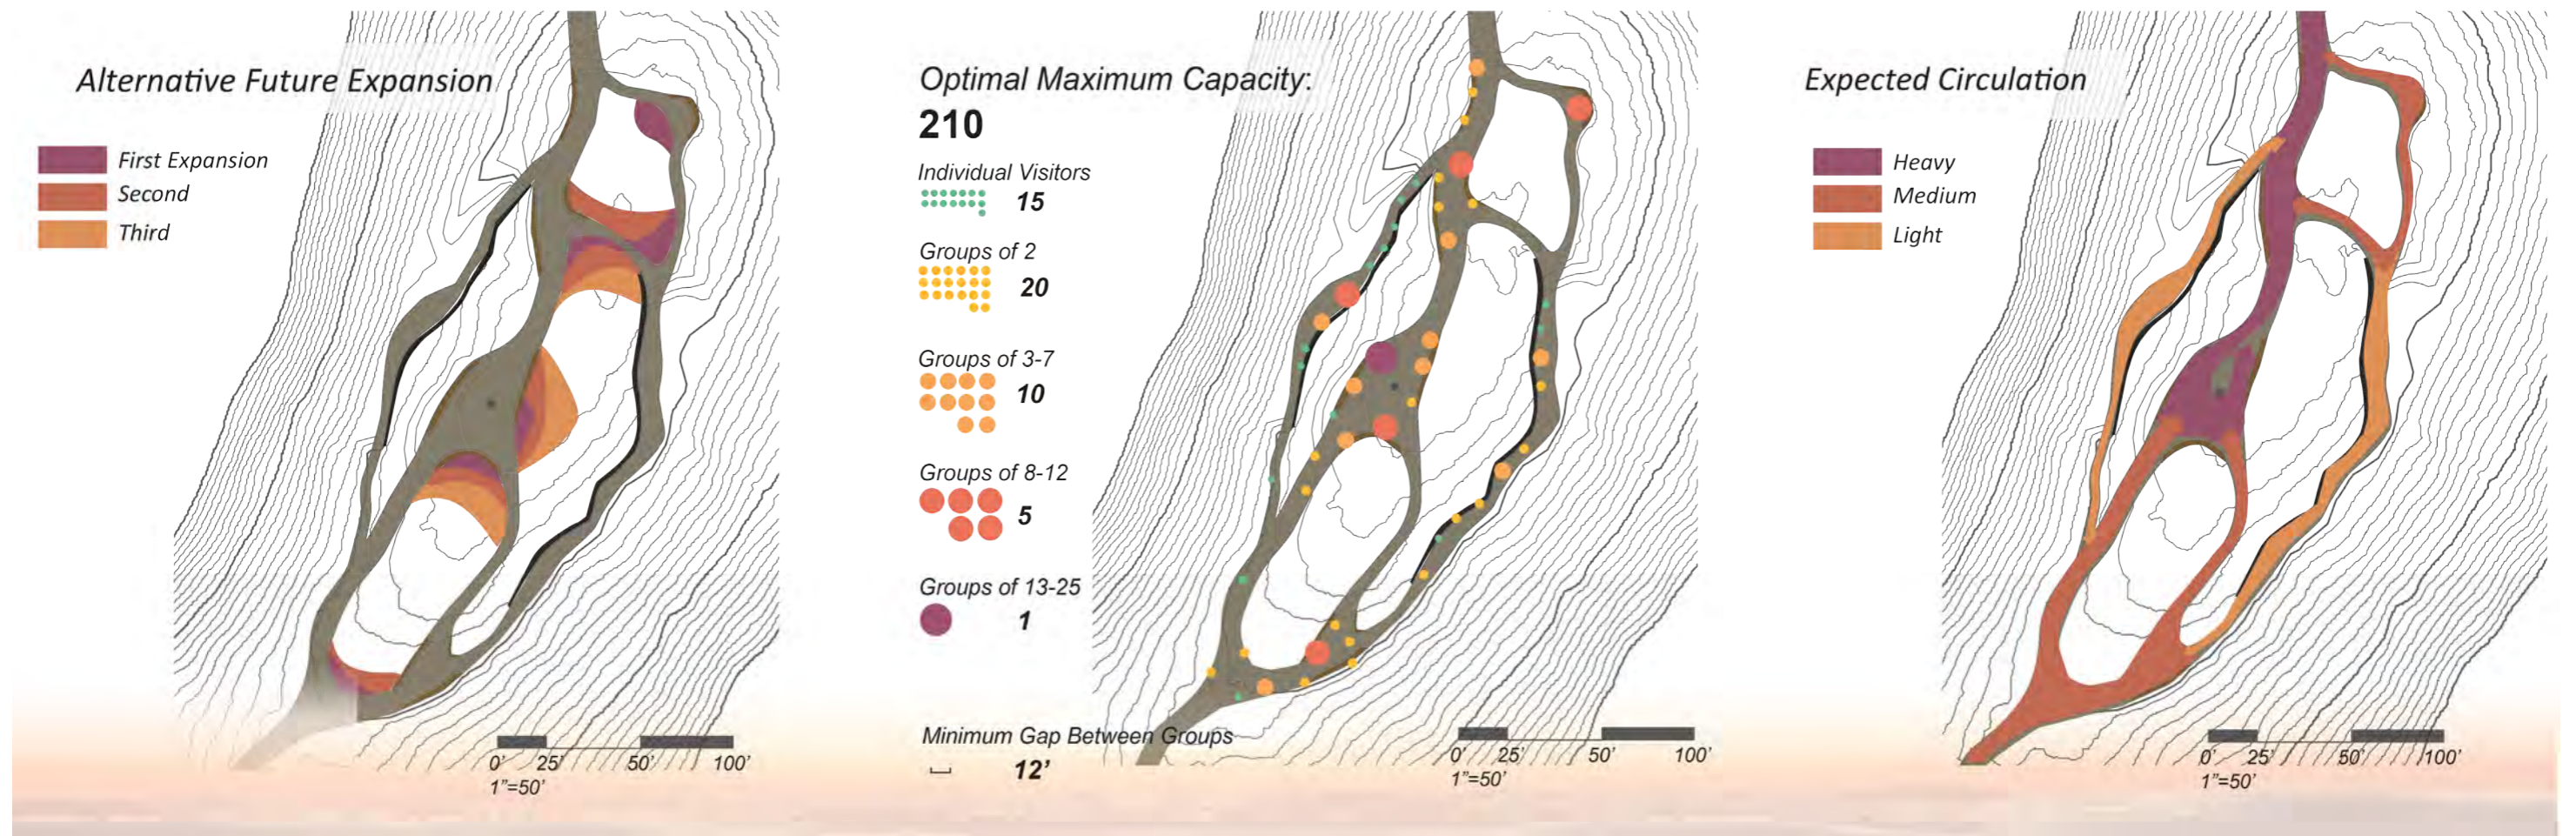 Alternative Future Expansion
First Expansion
Second
Third
0' 25' 50' 100'
1"=50'
Optimal Maximum Capacity:
210
Individual Visitors
15
Groups of 2
20
Groups of 3-7
10
Groups of 8-12
5
Groups of 13-25
1
Minimum Gap Between Groups
12'
0' 25' 50' 100'
1"=50'
Expected Circulation
Heavy
Medium
Light
0' 25' 50' 100'
1"=50'